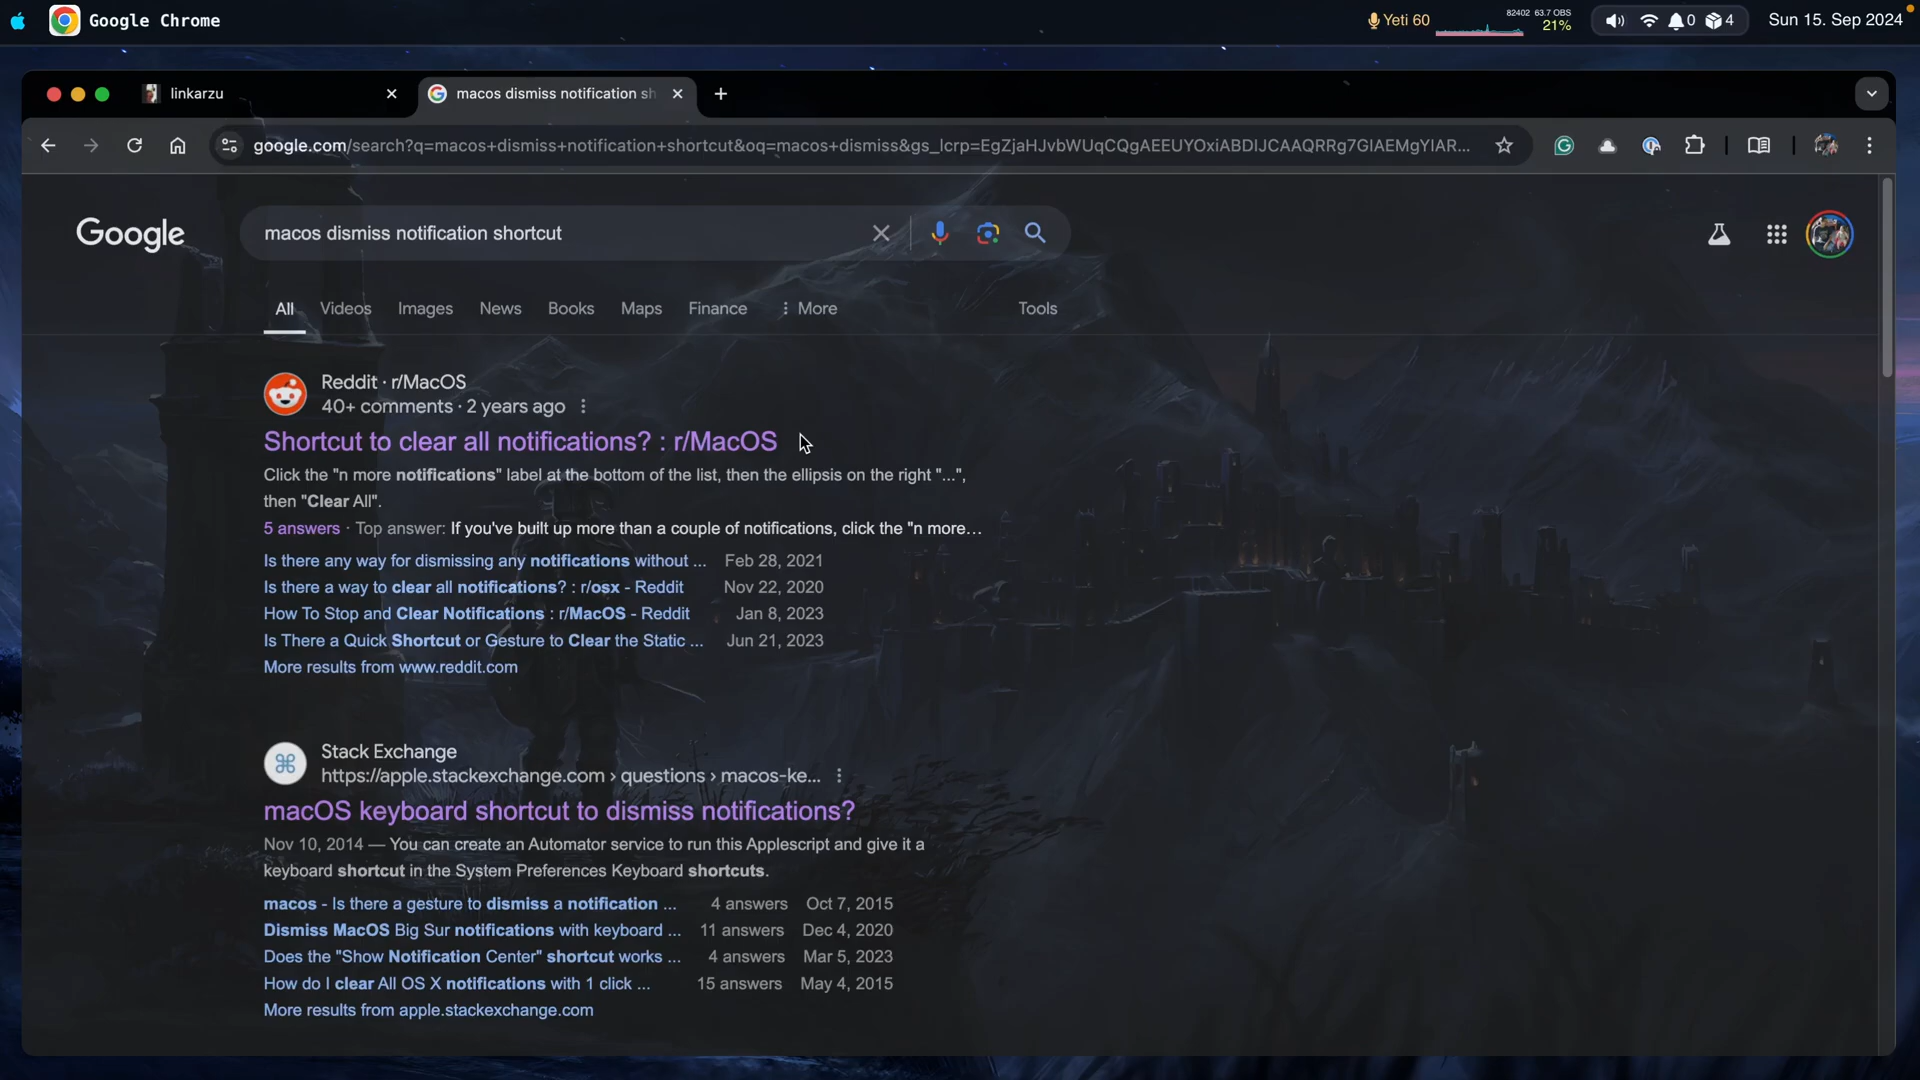 Google Chrome
Yeti 60
82402 63.7 OBS
21%
0
4
Sun 15. Sep 2024
linkarzu
macos dismiss notification sh
google.com/search?q=macos+dismiss+notification+shortcut&oq=macos+dismiss&gs_lcrp=EgZjaHJvbWUqCQgAEEUYOxiABDIJCAAQRRg7GIAEMgYIAR...
Google
macos dismiss notification shortcut
All
Videos
Images
News
Books
Maps
Finance
More
Tools
Reddit · r/MacOS
40+ comments · 2 years ago
Shortcut to clear all notifications? : r/MacOS
Click the "n more notifications" label at the bottom of the list, then the ellipsis on the right "...",
then "Clear All".
5 answers · Top answer: If you've built up more than a couple of notifications, click the "n more...
Is there any way for dismissing any notifications without ... Feb 28, 2021
Is there a way to clear all notifications? : r/osx - Reddit Nov 22, 2020
How To Stop and Clear Notifications : r/MacOS - Reddit Jan 8, 2023
Is There a Quick Shortcut or Gesture to Clear the Static ... Jun 21, 2023
More results from www.reddit.com
Stack Exchange
https://apple.stackexchange.com › questions › macos-ke...
macOS keyboard shortcut to dismiss notifications?
Nov 10, 2014 — You can create an Automator service to run this Applescript and give it a
keyboard shortcut in the System Preferences Keyboard shortcuts.
macos - Is there a gesture to dismiss a notification ... 4 answers Oct 7, 2015
Dismiss MacOS Big Sur notifications with keyboard ... 11 answers Dec 4, 2020
Does the "Show Notification Center" shortcut works ... 4 answers Mar 5, 2023
How do I clear All OS X notifications with 1 click ... 15 answers May 4, 2015
More results from apple.stackexchange.com